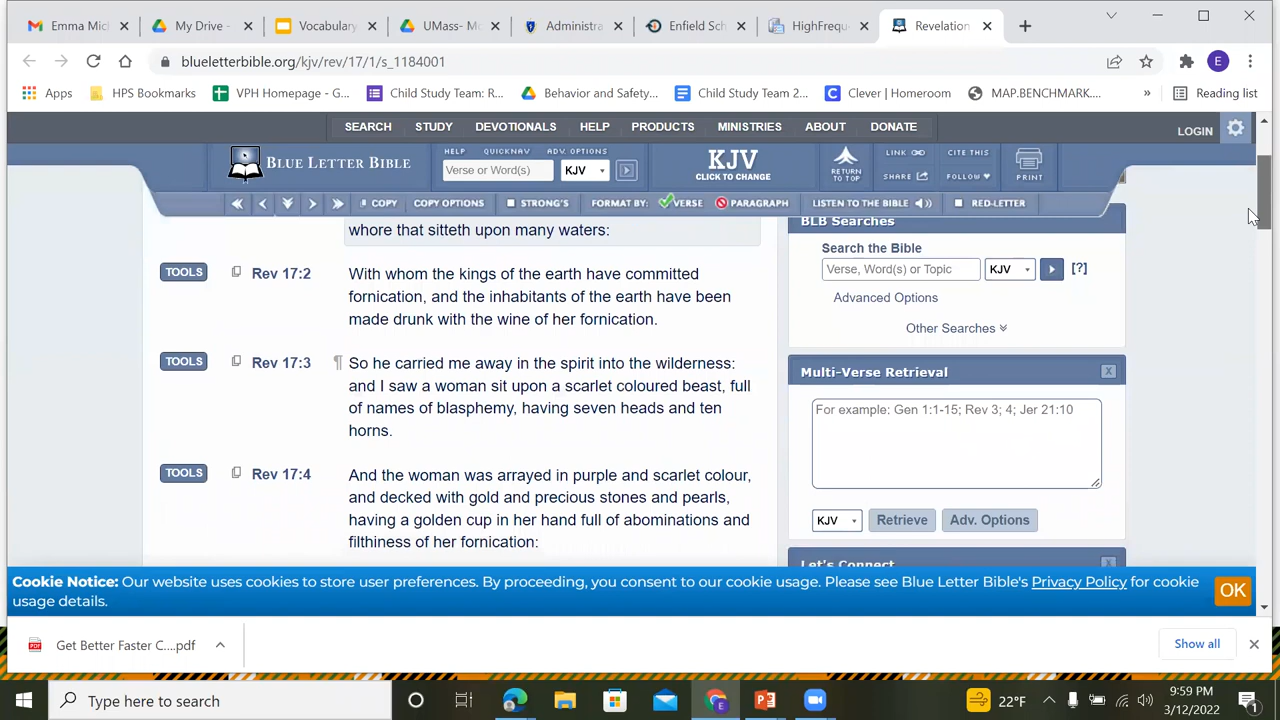 Emma Mich
My Drive -
Vocabulary
UMass- Mo
Administra
Enfield Sch
HighFrequ
Revelation
blueletterbible.org/kjv/rev/17/1/s_1184001
E
Apps
HPS Bookmarks
VPH Homepage - G...
Child Study Team: R...
Behavior and Safety...
Child Study Team 2...
Clever | Homeroom
MAP.BENCHMARK....
»
Reading list
SEARCH STUDY DEVOTIONALS HELP PRODUCTS MINISTRIES ABOUT DONATE
LOGIN
BLUE LETTER BIBLE
HELP QUICKNAV ADV. OPTIONS
Verse or Word(s)
KJV
KJV
CLICK TO CHANGE
RETURN
TO TOP
LINK CITE THIS
SHARE FOLLOW
PRINT
COPY COPY OPTIONS STRONG'S FORMAT BY: VERSE PARAGRAPH LISTEN TO THE BIBLE RED-LETTER
whore that sitteth upon many waters:
TOOLS
Rev 17:2
With whom the kings of the earth have committed
fornication, and the inhabitants of the earth have been
made drunk with the wine of her fornication.
TOOLS
Rev 17:3
¶ So he carried me away in the spirit into the wilderness:
and I saw a woman sit upon a scarlet coloured beast, full
of names of blasphemy, having seven heads and ten
horns.
TOOLS
Rev 17:4
And the woman was arrayed in purple and scarlet colour,
and decked with gold and precious stones and pearls,
having a golden cup in her hand full of abominations and
filthiness of her fornication:
BLB Searches
Search the Bible
Verse, Word(s) or Topic
KJV
[?]
Advanced Options
Other Searches
Multi-Verse Retrieval
X
For example: Gen 1:1-15; Rev 3; 4; Jer 21:10
KJV
Retrieve
Adv. Options
Let's Connect
X
Cookie Notice: Our website uses cookies to store user preferences. By proceeding, you consent to our cookie usage. Please see Blue Letter Bible's Privacy Policy for cookie
usage details.
OK
PDF
Get Better Faster C....pdf
Show all
Type here to search
22°F
9:59 PM
3/12/2022
1